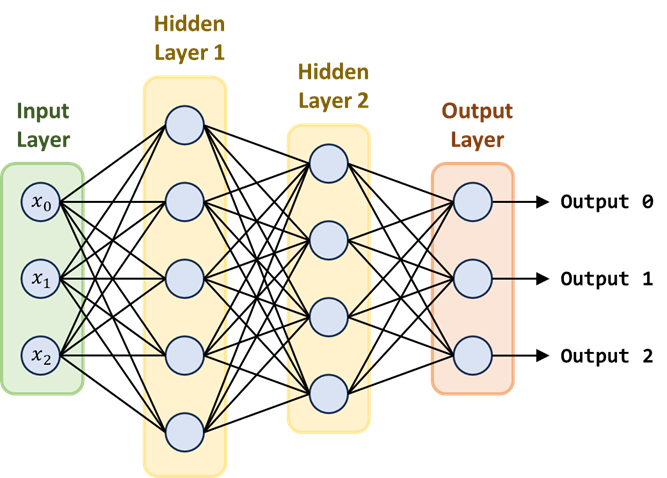 Hidden
Layer 1
Hidden
Layer 2
Input
Layer
Output
Layer
x₀
x₁
x₂
Output 0
Output 1
Output 2